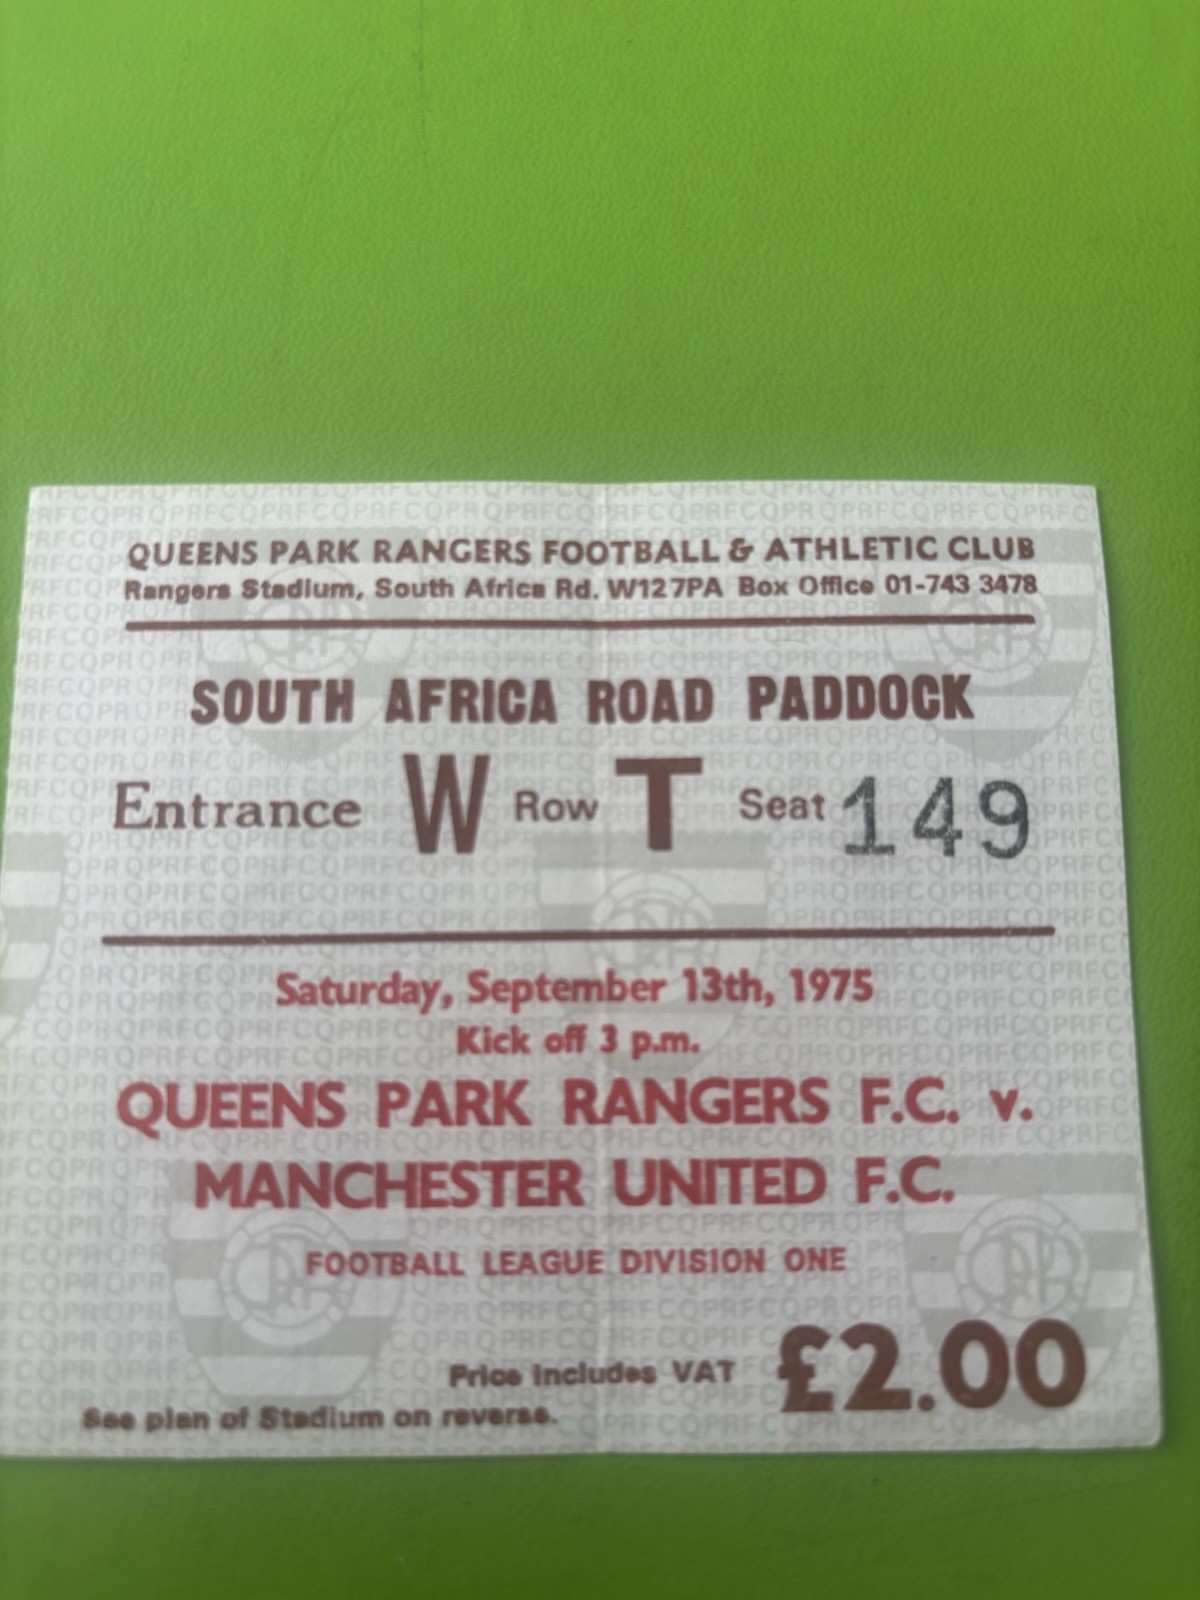 QUEENS PARK RANGERS FOOTBALL & ATHLETIC CLUB
Rangers Stadium, South Africa Rd. W12 7PA Box Office 01-743 3478
SOUTH AFRICA ROAD PADDOCK
Entrance W Row T Seat 149
Saturday, September 13th, 1975
Kick off 3 p.m.
QUEENS PARK RANGERS F.C. v.
MANCHESTER UNITED F.C.
FOOTBALL LEAGUE DIVISION ONE
Price includes VAT £2.00
See plan of Stadium on reverse.